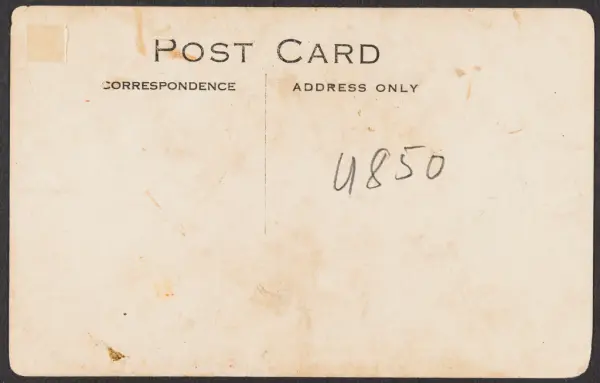 POST CARD
CORRESPONDENCE
ADDRESS ONLY
4850